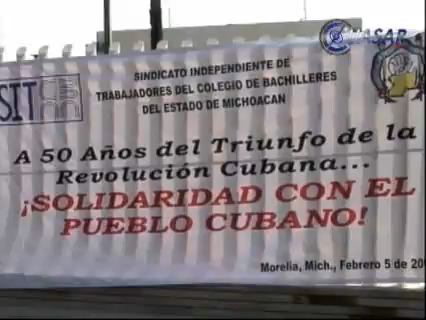 SIT
SINDICATO INDEPENDIENTE DE
TRABAJADORES DEL COLEGIO DE BACHILLERES
DEL ESTADO DE MICHOACAN
A 50 Años del Triunfo de la
Revolución Cubana...
¡SOLIDARIDAD CON EL
PUEBLO CUBANO!
Morelia, Mich., Febrero 5 de